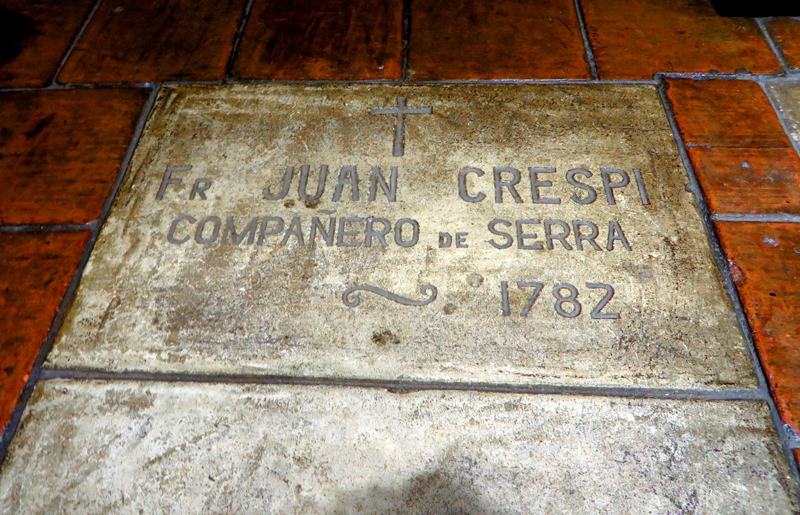 FR. JUAN CRESPI
COMPAÑERO DE SERRA
1782